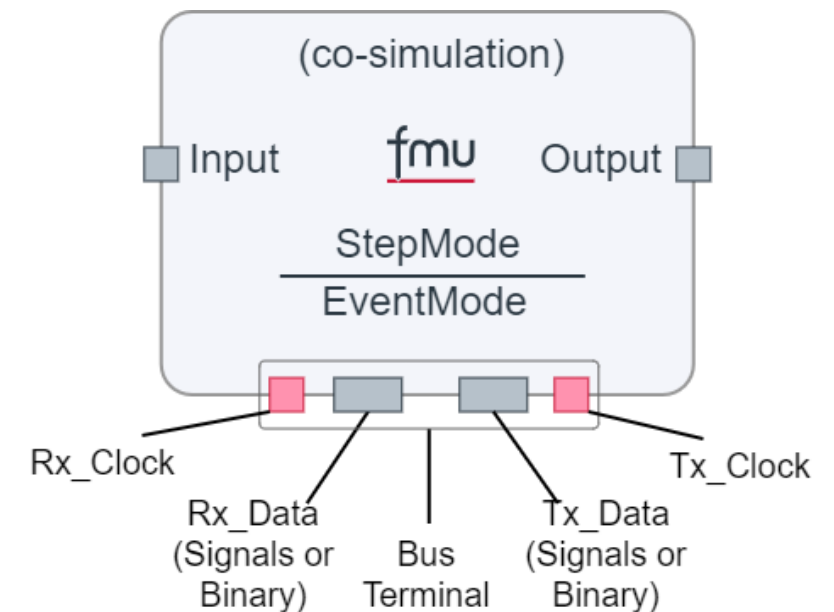 (co-simulation)
Input
fmu
Output
StepMode
EventMode
Rx_Clock
Tx_Clock
Rx_Data
(Signals or
Binary)
Bus
Terminal
Tx_Data
(Signals or
Binary)